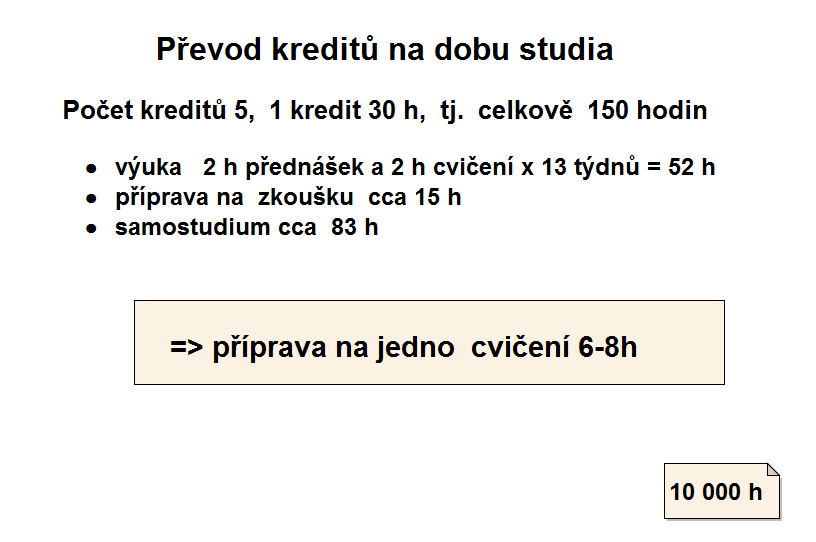 Převod kreditů na dobu studia
Počet kreditů 5, 1 kredit 30 h, tj. celkově 150 hodin
• výuka 2 h přednášek a 2 h cvičení x 13 týdnů = 52 h
• příprava na zkoušku cca 15 h
• samostudium cca 83 h
=> příprava na jedno cvičení 6-8h
10 000 h